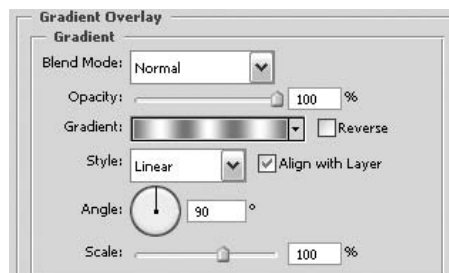 Gradient Overlay
Gradient
Blend Mode: Normal
Opacity: 100 %
Gradient: Reverse
Style: Linear Align with Layer
Angle: 90 °
Scale: 100 %